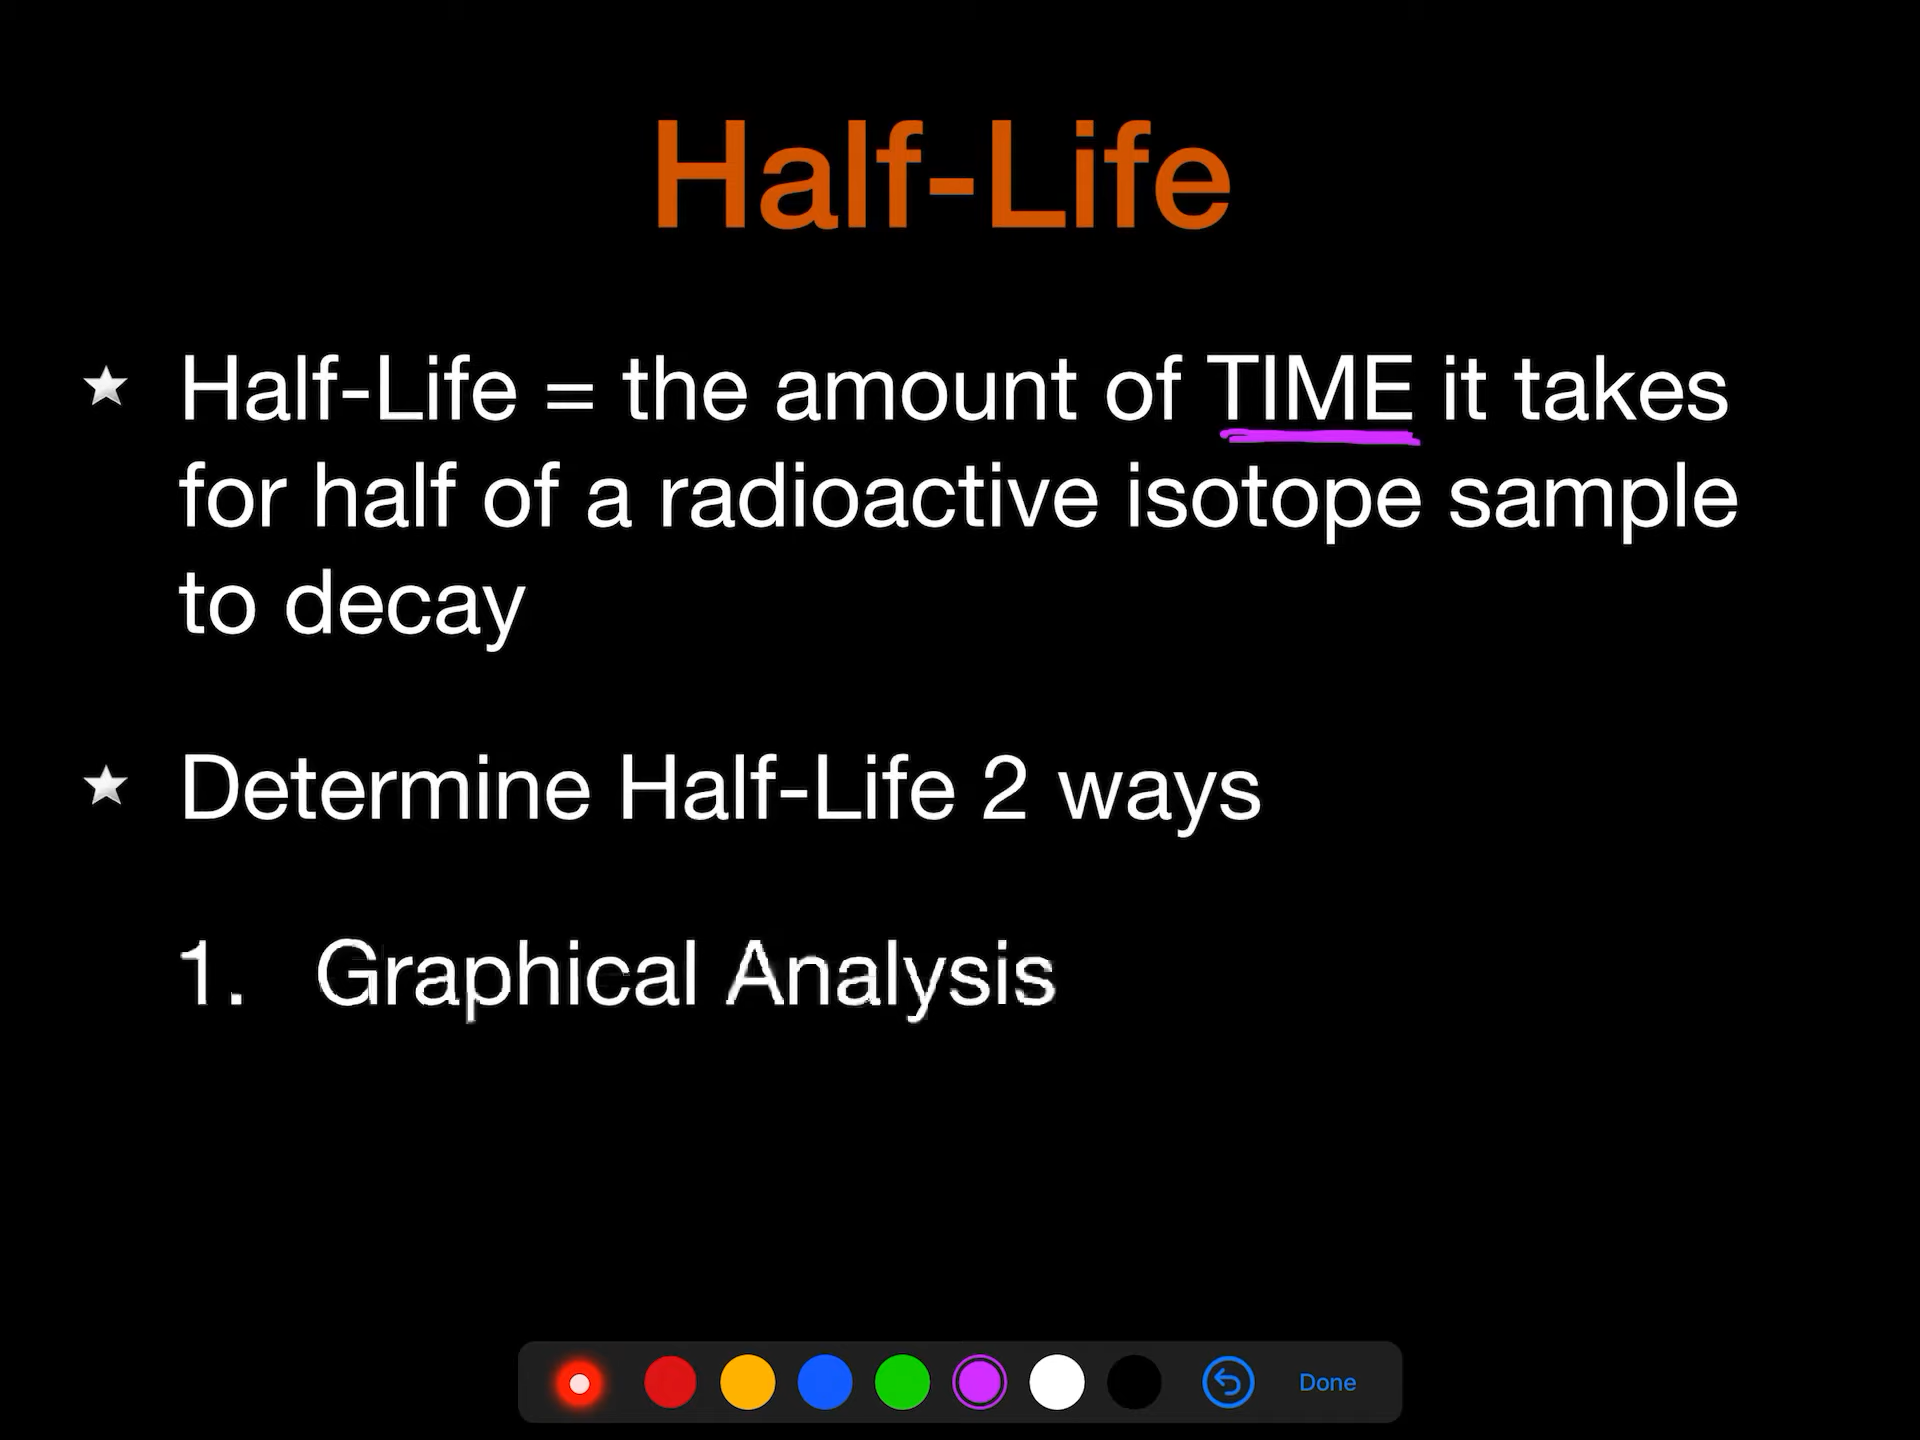 Half-Life
Half-Life = the amount of TIME it takes
for half of a radioactive isotope sample
to decay
Determine Half-Life 2 ways
1. Graphical Analysis
Done